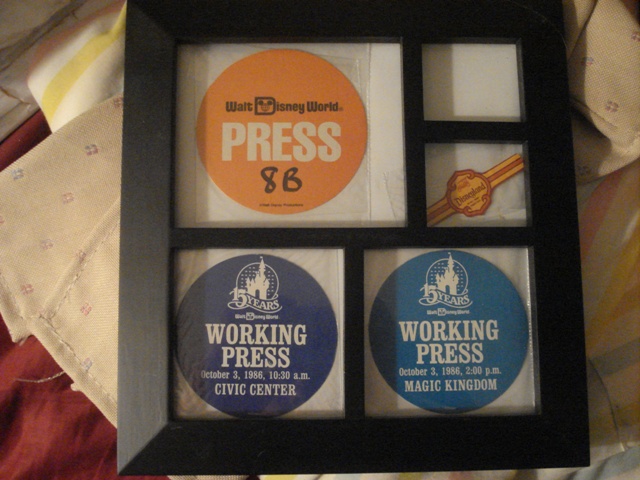 Walt Disney World
PRESS
8B
Disneyland
15 YEARS
Walt Disney World
WORKING
PRESS
October 3, 1986, 10:30 a.m.
CIVIC CENTER
15 YEARS
Walt Disney World
WORKING
PRESS
October 3, 1986, 2:00 p.m.
MAGIC KINGDOM